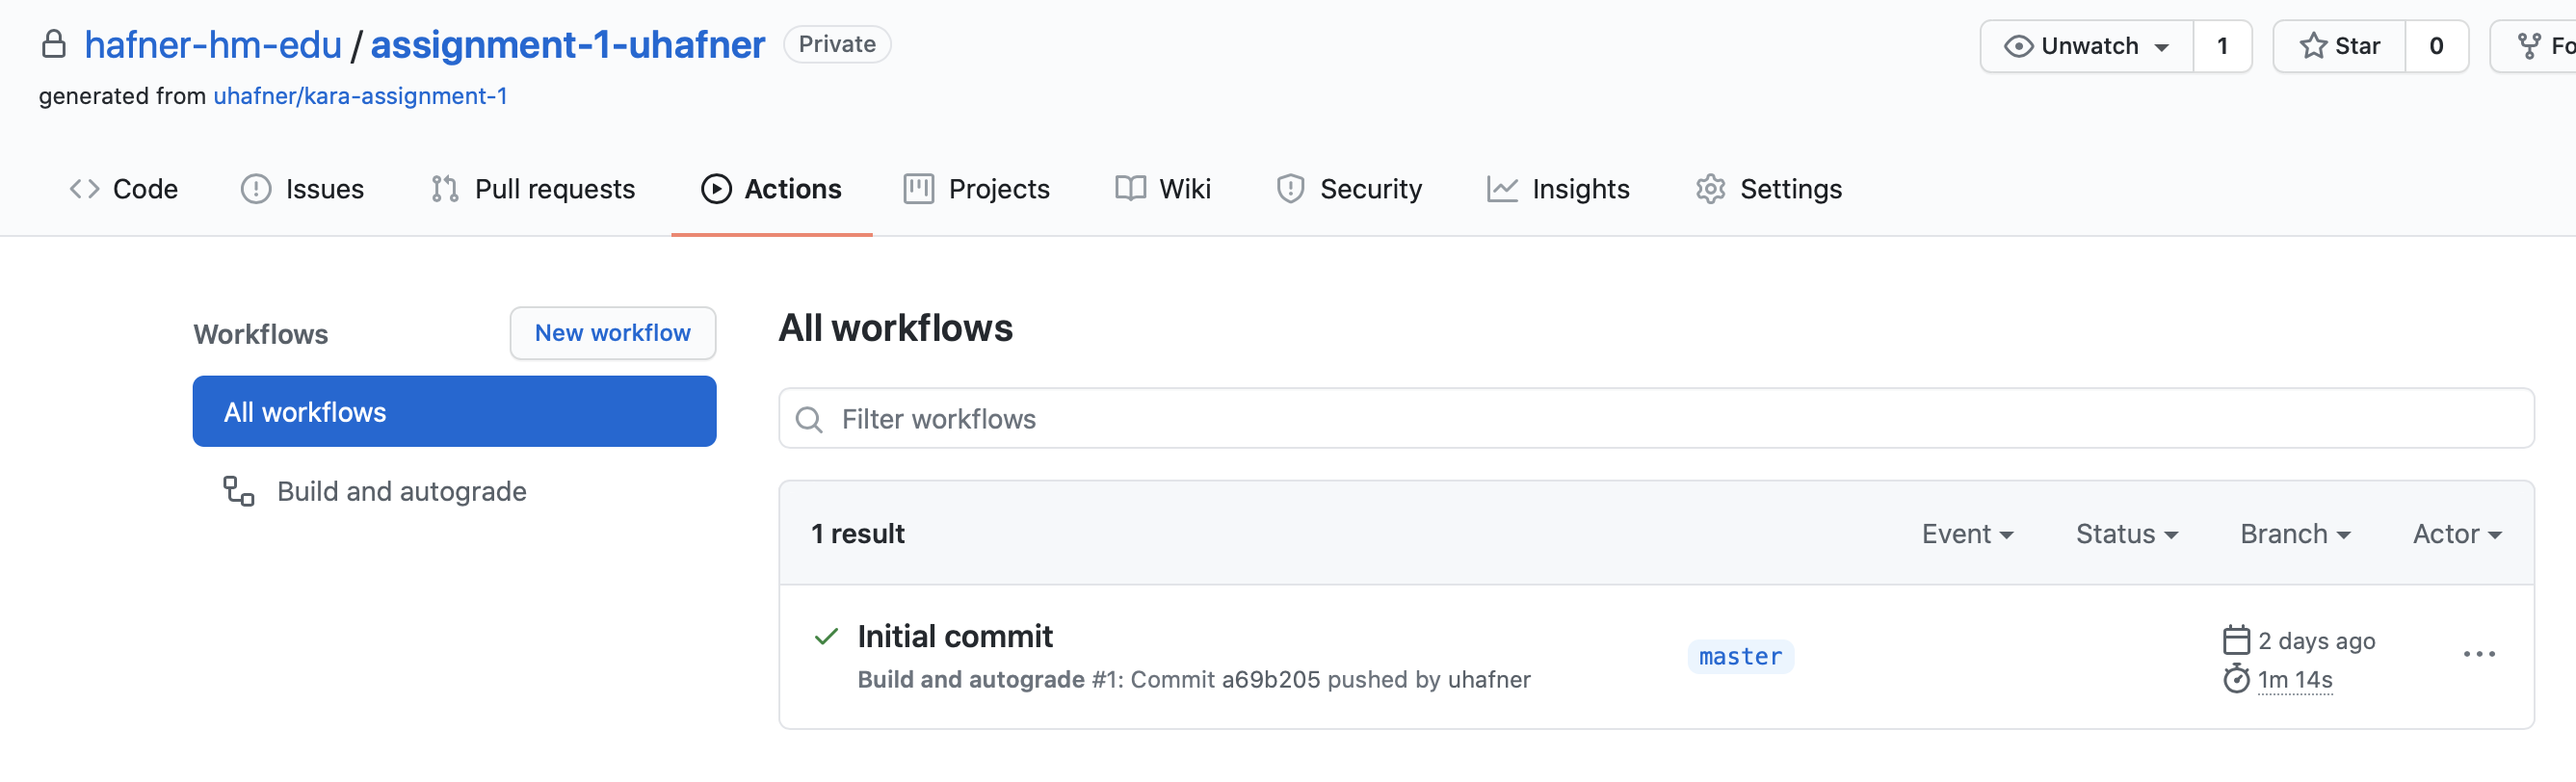 hafner-hm-edu / assignment-1-uhafner Private
Unwatch 1 Star 0 Fo
generated from uhafner/kara-assignment-1
Code Issues Pull requests Actions Projects Wiki Security Insights Settings
Workflows New workflow
All workflows
Build and autograde
All workflows
Filter workflows
1 result Event Status Branch Actor
Initial commit
Build and autograde #1: Commit a69b205 pushed by uhafner
master
2 days ago
1m 14s